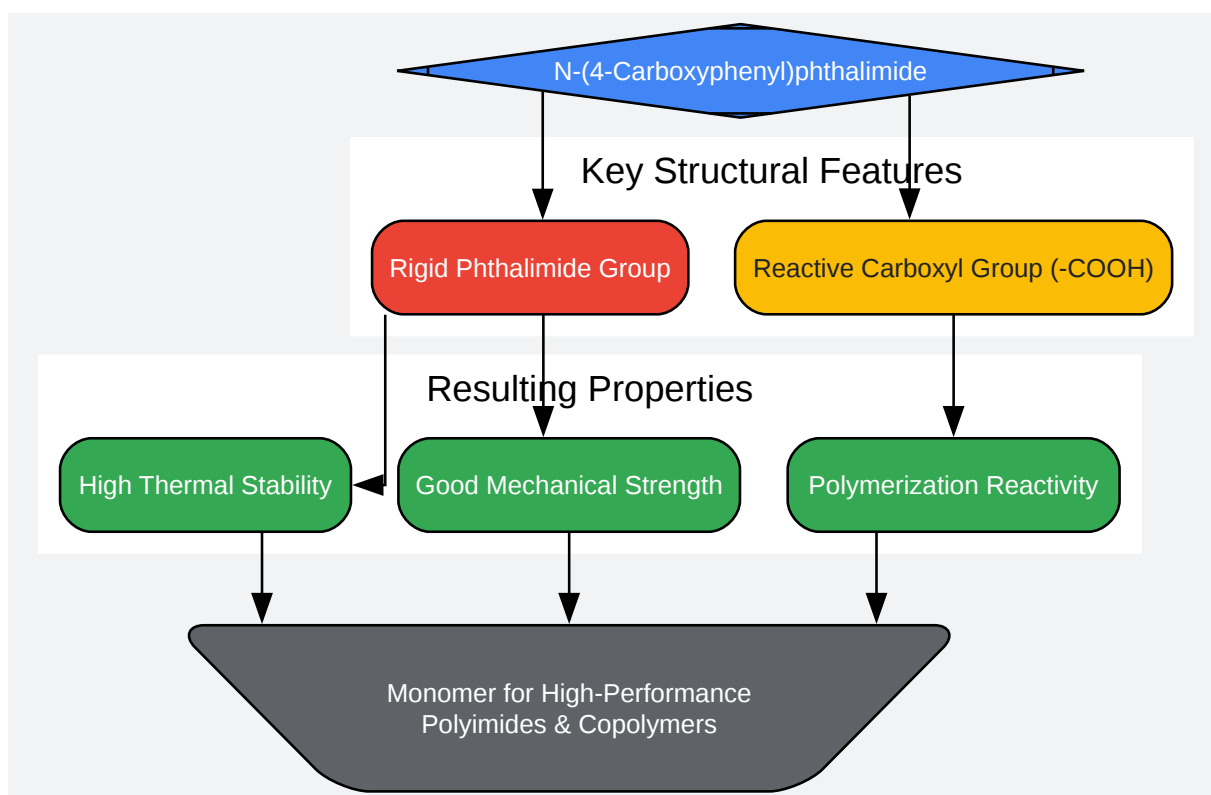 N-(4-Carboxyphenyl)phthalimide
Key Structural Features
Rigid Phthalimide Group
Reactive Carboxyl Group (-COOH)
Resulting Properties
High Thermal Stability
Good Mechanical Strength
Polymerization Reactivity
Monomer for High-Performance
Polyimides & Copolymers